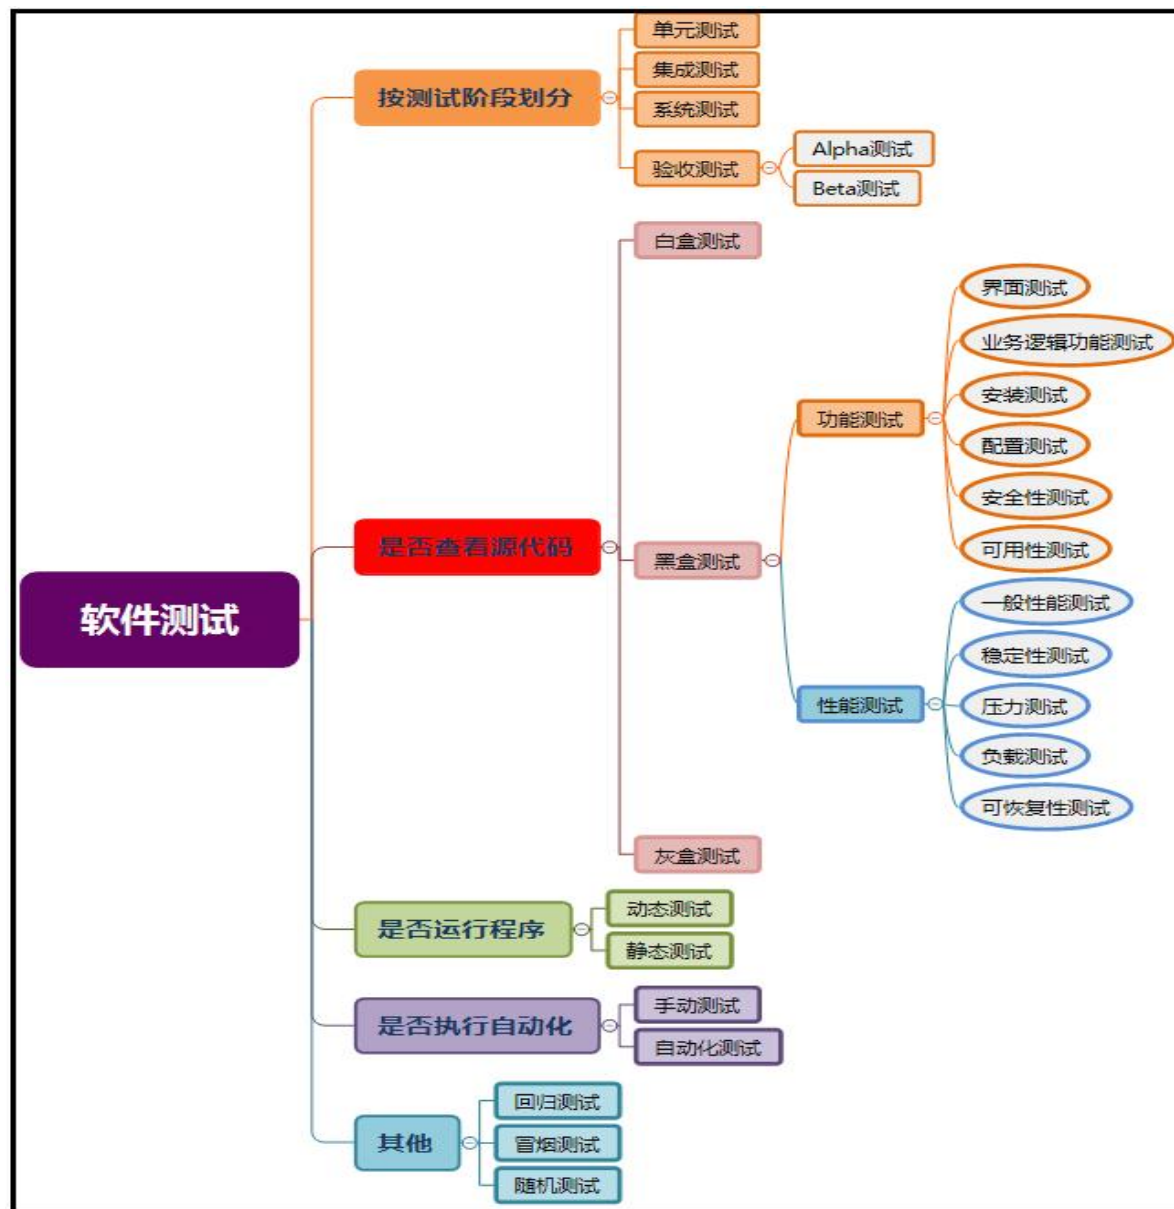 软件测试
按测试阶段划分
单元测试
集成测试
系统测试
验收测试
Alpha测试
Beta测试
是否查看源代码
白盒测试
黑盒测试
功能测试
界面测试
业务逻辑功能测试
安装测试
配置测试
安全性测试
可用性测试
性能测试
一般性能测试
稳定性测试
压力测试
负载测试
可恢复性测试
灰盒测试
是否运行程序
动态测试
静态测试
是否执行自动化
手动测试
自动化测试
其他
回归测试
冒烟测试
随机测试